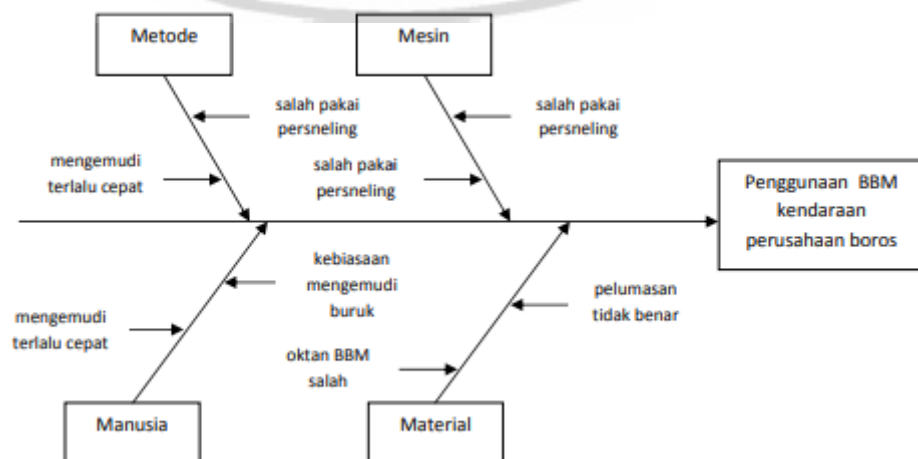 Metode
Mesin
salah pakai
persneling
salah pakai
persneling
mengemudi
terlalu cepat
salah pakai
persneling
Penggunaan BBM
kendaraan
perusahaan boros
kebiasaan
mengemudi
buruk
pelumasan
tidak benar
mengemudi
terlalu cepat
oktan BBM
salah
Manusia
Material